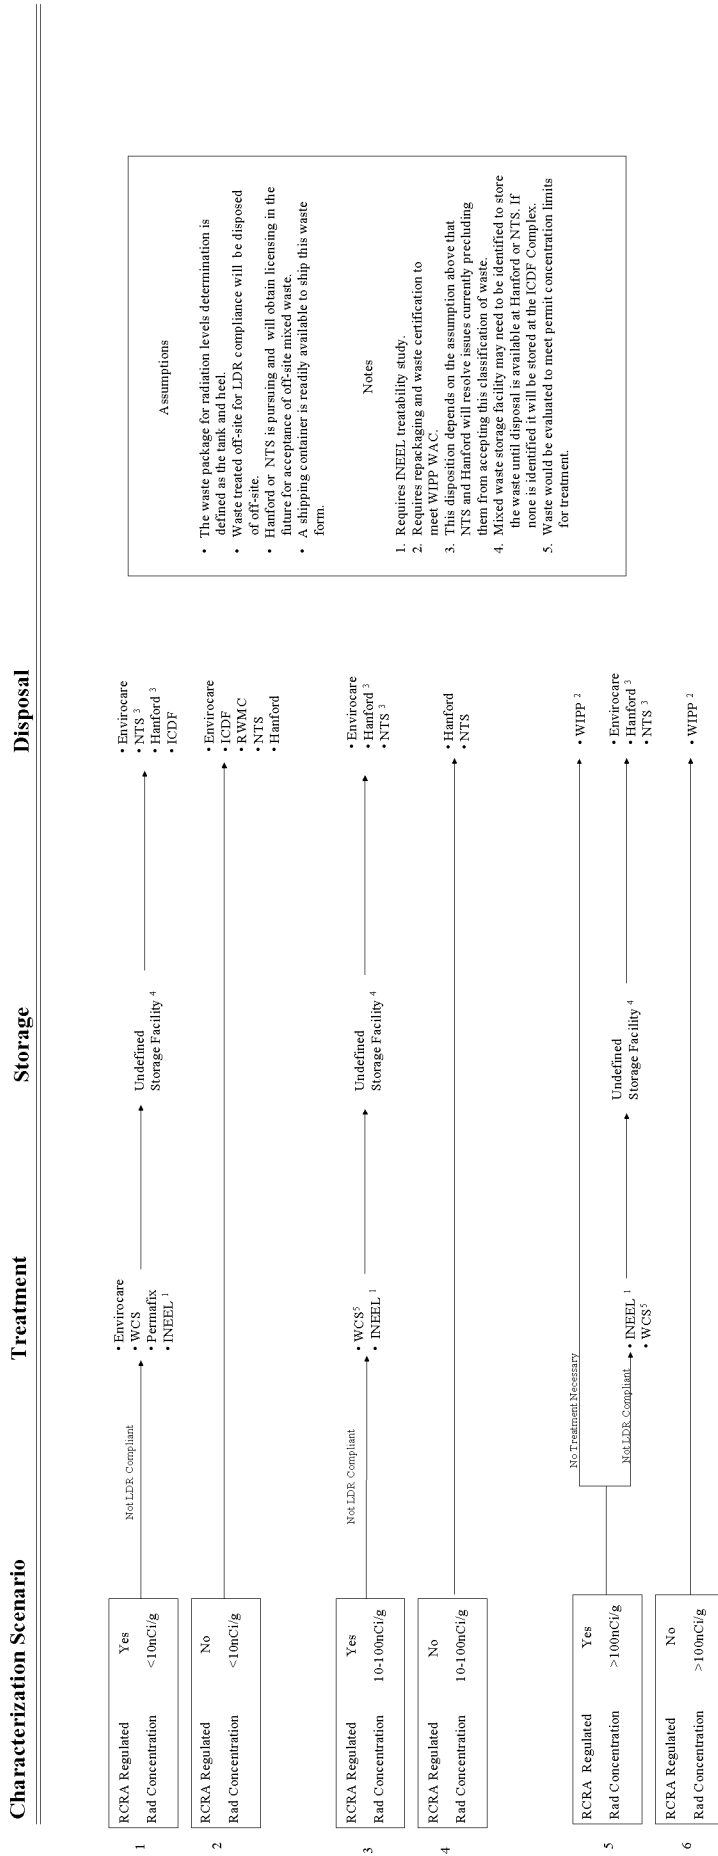 Characterization Scenario
Treatment
Storage
Disposal
1
RCRA Regulated Yes
Rad Concentration <10nCi/g
Not LDR Compliant
• Envirocare
• WCS
• Permafix
• INEEL 1
Undefined
Storage Facility 4
• Envirocare
• NTS 3
• Hanford 3
• ICDF
2
RCRA Regulated No
Rad Concentration <10nCi/g
• Envirocare
• ICDF
• RWMC
• NTS
• Hanford
3
RCRA Regulated Yes
Rad Concentration 10-100nCi/g
Not LDR Compliant
• WCS5
• INEEL 1
Undefined
Storage Facility 4
• Envirocare
• Hanford 3
• NTS 3
4
RCRA Regulated No
Rad Concentration 10-100nCi/g
• Hanford
• NTS
5
RCRA Regulated Yes
Rad Concentration >100nCi/g
No Treatment Necessary
• WIPP 2
Not LDR Compliant
• INEEL 1
• WCS5
Undefined
Storage Facility 4
• Envirocare
• Hanford 3
• NTS 3
6
RCRA Regulated No
Rad Concentration >100nCi/g
• WIPP 2
Assumptions
• The waste package for radiation levels determination is
defined as the tank and heel.
• Waste treated off-site for LDR compliance will be disposed
of off-site.
• Hanford or NTS is pursuing and will obtain licensing in the
future for acceptance of off-site mixed waste.
• A shipping container is readily available to ship this waste
form.
Notes
1. Requires INEEL treatability study.
2. Requires repackaging and waste certification to
meet WIPP WAC.
3. This disposition depends on the assumption above that
NTS and Hanford will resolve issues currently precluding
them from accepting this classification of waste.
4. Mixed waste storage facility may need to be identified to store
the waste until disposal is available at Hanford or NTS. If
none is identified it will be stored at the ICDF Complex.
5. Waste would be evaluated to meet permit concentration limits
for treatment.